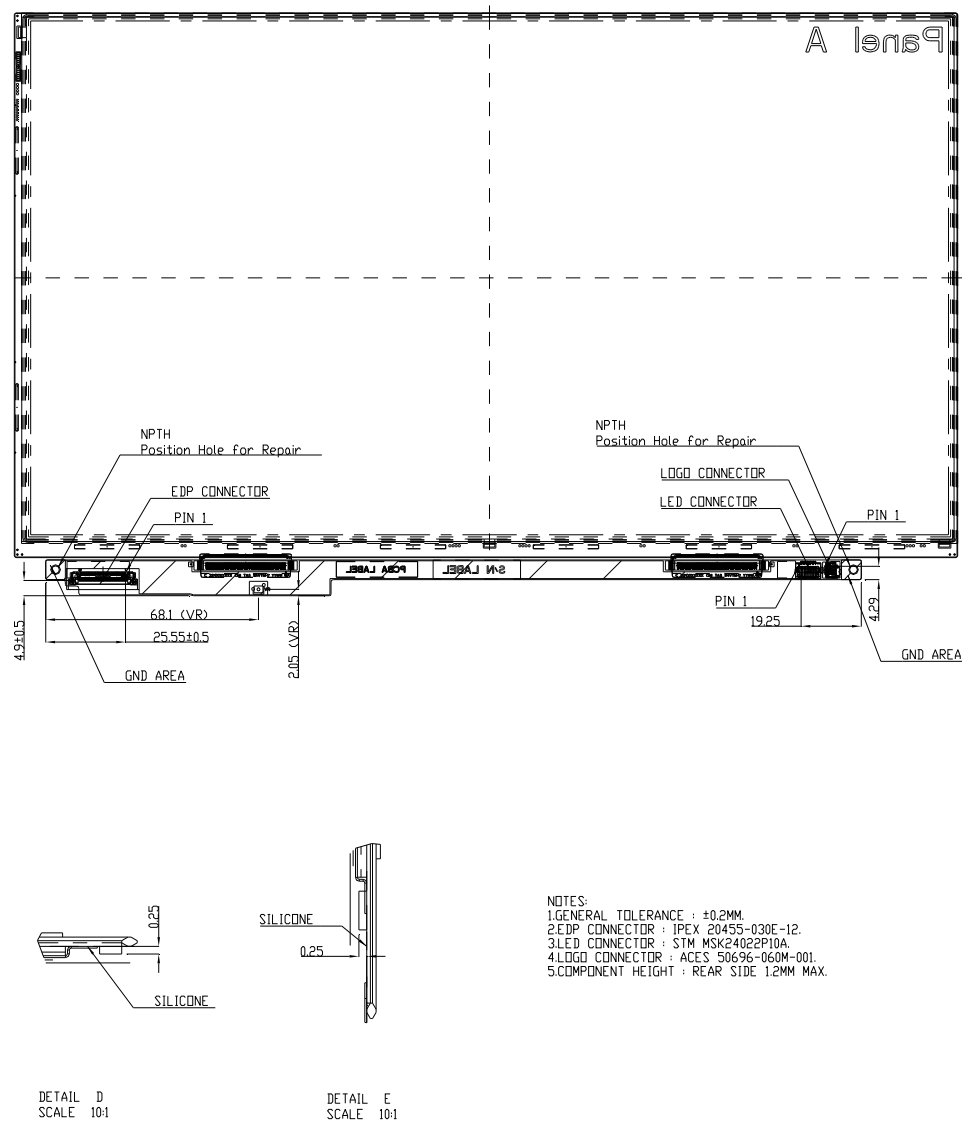 Panel A
NPTH
Position Hole for Repair
EDP CONNECTOR
PIN 1
NPTH
Position Hole for Repair
LOGO CONNECTOR
LED CONNECTOR
PIN 1
PCBA LABEL
S/N LABEL
PIN 1
68.1 (VR)
19.25
4.29
25.55±0.5
4.9±0.5
2.05 (VR)
GND AREA
GND AREA
0.25
SILICONE
SILICONE
0.25
NOTES:
1.GENERAL TOLERANCE : ±0.2MM.
2.EDP CONNECTOR : IPEX 20455-030E-12.
3.LED CONNECTOR : STM MSK24022P10A.
4.LOGO CONNECTOR : ACES 50696-060M-001.
5.COMPONENT HEIGHT : REAR SIDE 1.2MM MAX.
DETAIL D
SCALE 10:1
DETAIL E
SCALE 10:1